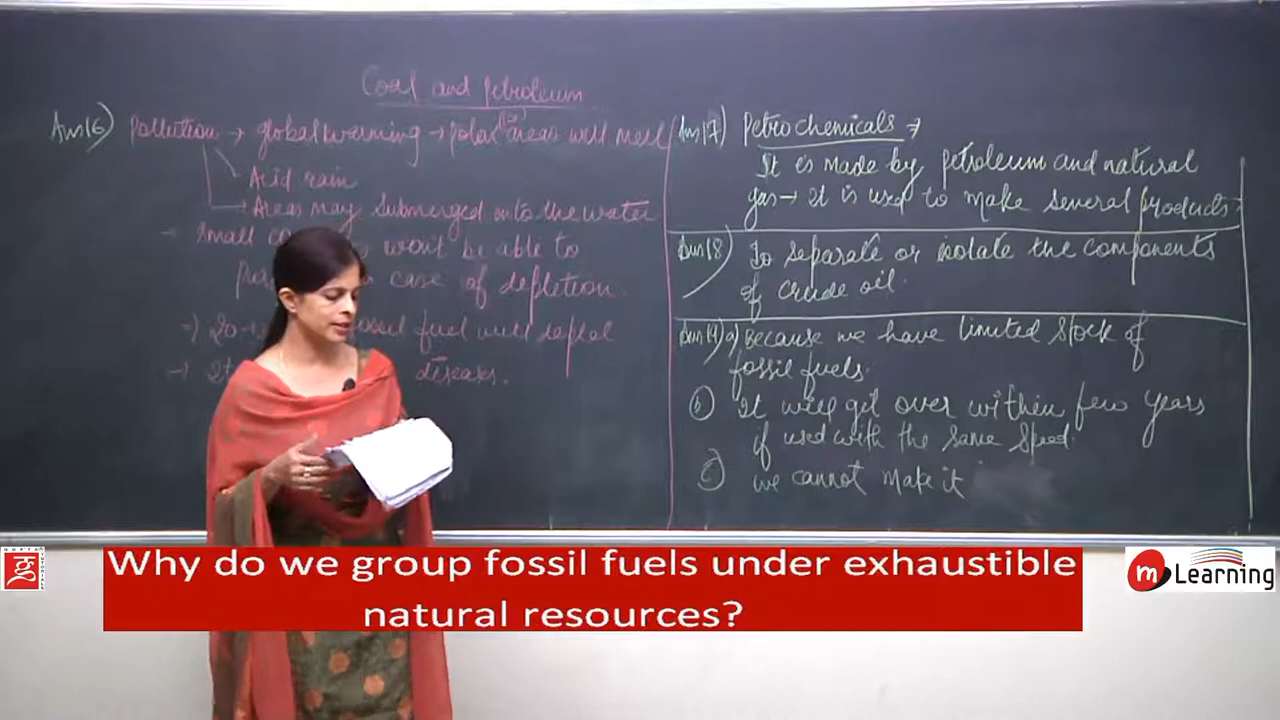 Coal and petroleum
Ans16) Pollution → global warming → polar areas will melt
Acid rain
→ Areas may submerged into the water
→ Small won't be able to
case of depletion.
fossil fuel will deplet
→ diseases.
Ans17) Petrochemicals →
It is made by petroleum and natural
gas → It is used to make several products.
Ans18) To separate or isolate the components
of crude oil.
a) Because we have limited stock of
fossil fuels.
b) It will get over within few years
if used with the same speed.
c) we cannot make it
Why do we group fossil fuels under exhaustible
natural resources?
m Learning